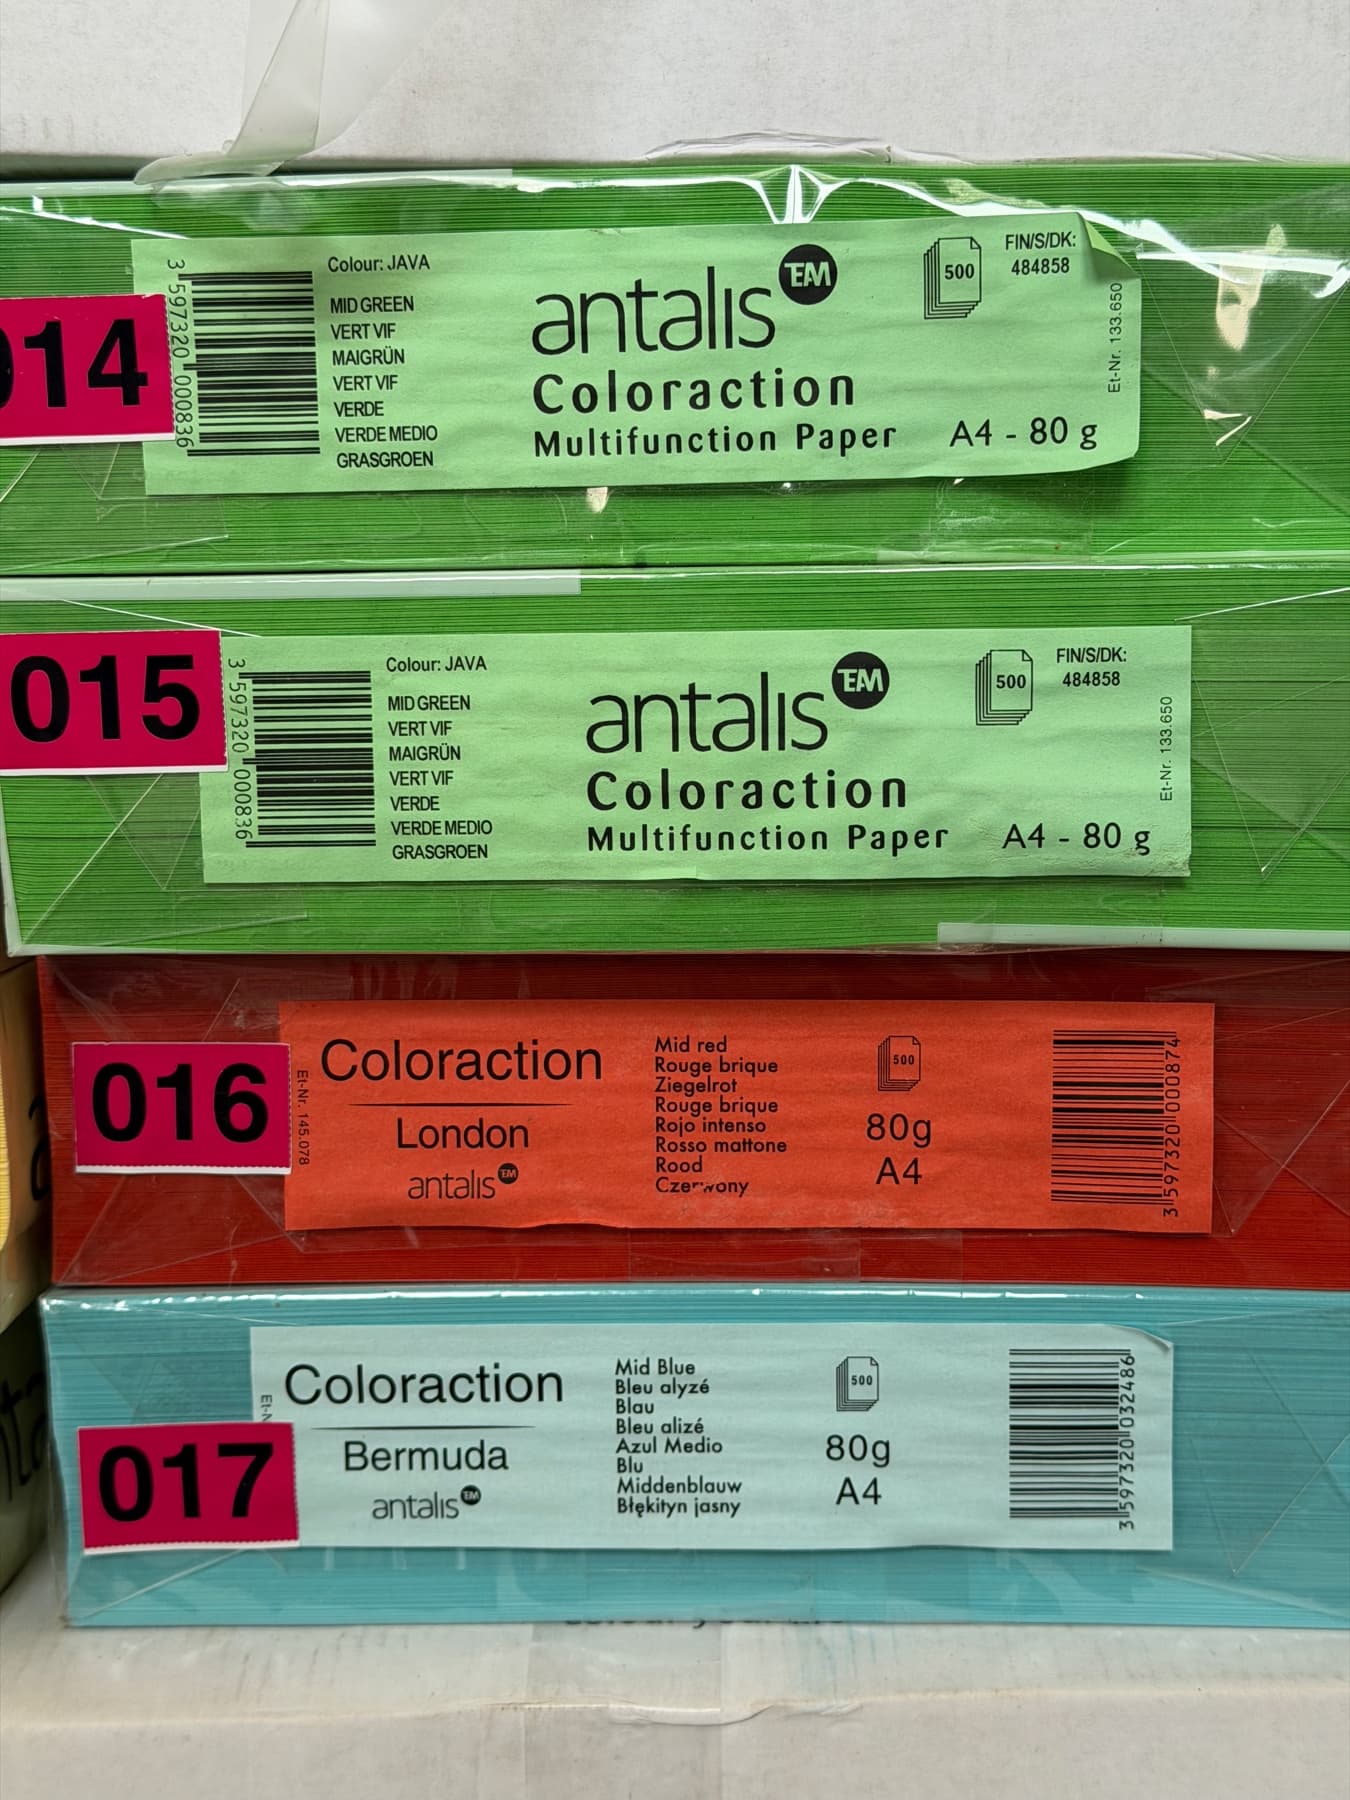 014
3 597320 000836
Colour: JAVA
MID GREEN
VERT VIF
MAIGRÜN
VERT VIF
VERDE
VERDE MEDIO
GRASGROEN
antalis TM
Coloraction
Multifunction Paper
A4 - 80 g
500
FIN/S/DK:
484858
Et-Nr. 133.650
015
3 597320 000836
Colour: JAVA
MID GREEN
VERT VIF
MAIGRÜN
VERT VIF
VERDE
VERDE MEDIO
GRASGROEN
antalis TM
Coloraction
Multifunction Paper
A4 - 80 g
500
FIN/S/DK:
484858
Et-Nr. 133.650
016
Et-Nr. 145.078
Coloraction
London
antalis TM
Mid red
Rouge brique
Ziegelrot
Rouge brique
Rojo intenso
Rosso mattone
Rood
Czerwony
500
80g
A4
3 597320 000874
017
Et-N
Coloraction
Bermuda
antalis TM
Mid Blue
Bleu alyzé
Blau
Bleu alizé
Azul Medio
Blu
Middenblauw
Błękityn jasny
500
80g
A4
3 597320 032486